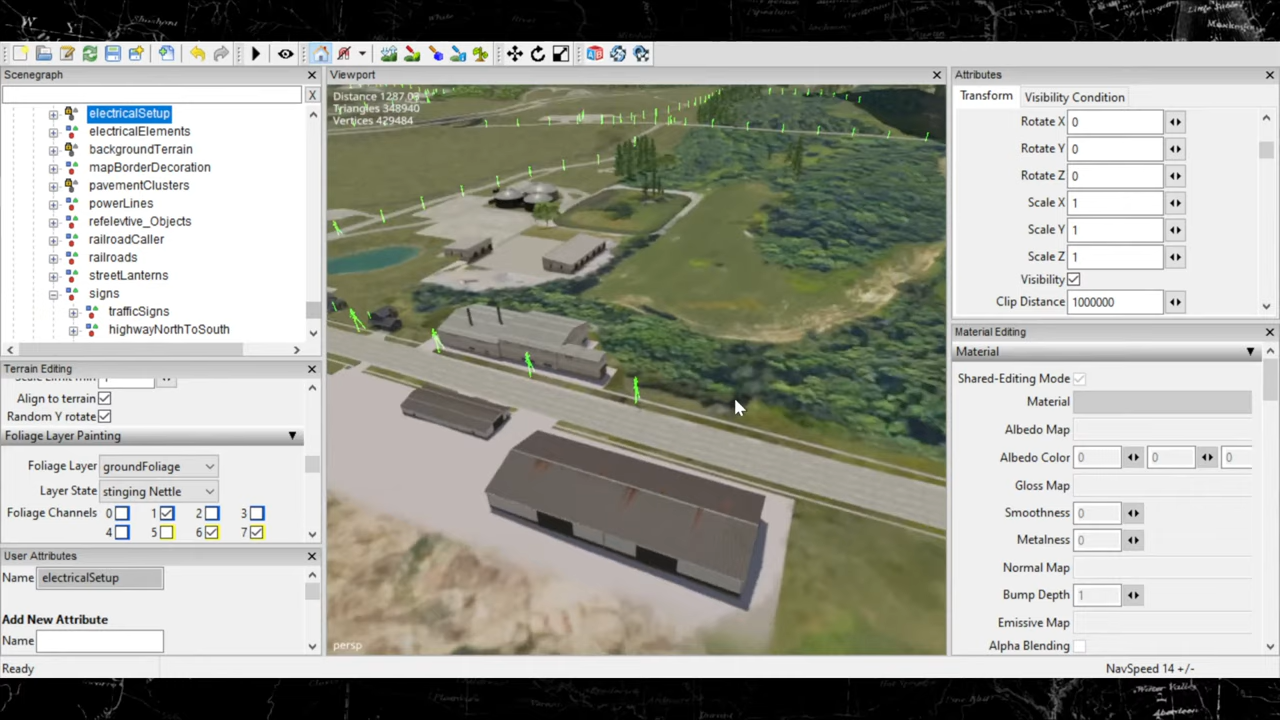 Scenegraph
X
electricalSetup
electricalElements
backgroundTerrain
mapBorderDecoration
pavementClusters
powerLines
refelevtive_Objects
railroadCaller
railroads
streetLanterns
signs
trafficSigns
highwayNorthToSouth
Terrain Editing
Align to terrain
Random Y rotate
Foliage Layer Painting
Foliage Layer groundFoliage
Layer State stinging Nettle
Foliage Channels 0 1 2 3
4 5 6 7
User Attributes
Name electricalSetup
Add New Attribute
Name
Ready
Viewport
Distance 1287.0
Triangles 348940
Vertices 429484
persp
Attributes
Transform Visibility Condition
Rotate X 0
Rotate Y 0
Rotate Z 0
Scale X 1
Scale Y 1
Scale Z 1
Visibility
Clip Distance 1000000
Material Editing
Material
Shared-Editing Mode
Material
Albedo Map
Albedo Color 0 0 0
Gloss Map
Smoothness 0
Metalness 0
Normal Map
Bump Depth 1
Emissive Map
Alpha Blending
NavSpeed 14 +/-